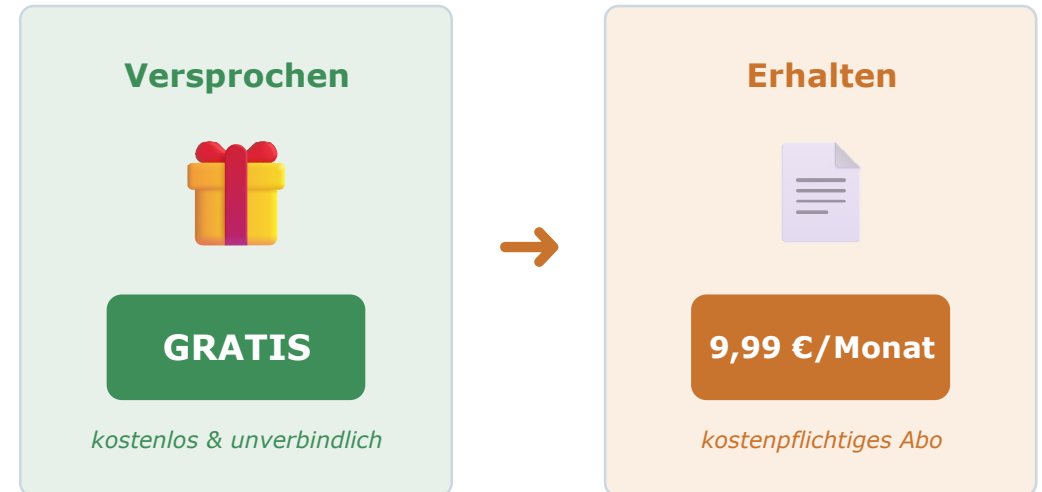 Versprochen
GRATIS
kostenlos & unverbindlich
Erhalten
9,99 €/Monat
kostenpflichtiges Abo